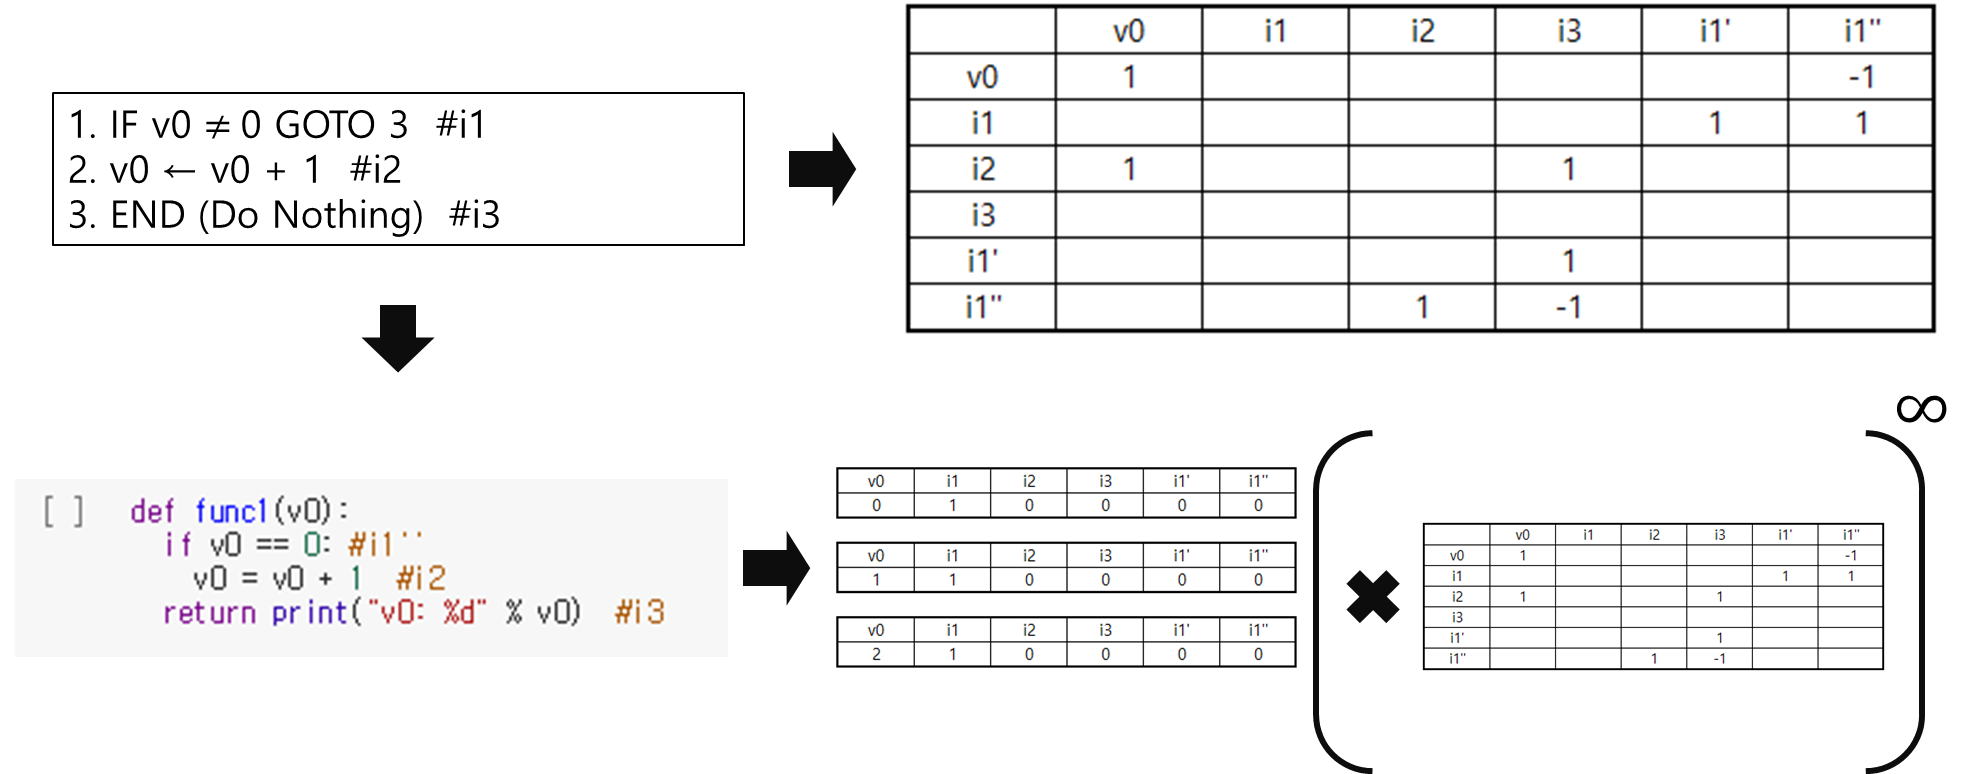 1. IF v0 ≠ 0 GOTO 3 #i1
2. v0 ← v0 + 1 #i2
3. END (Do Nothing) #i3
v0 i1 i2 i3 i1' i1"
v0 1 -1
i1 1 1
i2 1 1
i3
i1' 1
i1" 1 -1
[ ] def func1(v0):
if v0 == 0: #i1``
v0 = v0 + 1 #i2
return print("v0: %d" % v0) #i3
v0 i1 i2 i3 i1' i1"
0 1 0 0 0 0
v0 i1 i2 i3 i1' i1"
1 1 0 0 0 0
v0 i1 i2 i3 i1' i1"
2 1 0 0 0 0
∞
v0 i1 i2 i3 i1' i1"
v0 1 -1
i1 1 1
i2 1 1
i3
i1' 1
i1" 1 -1